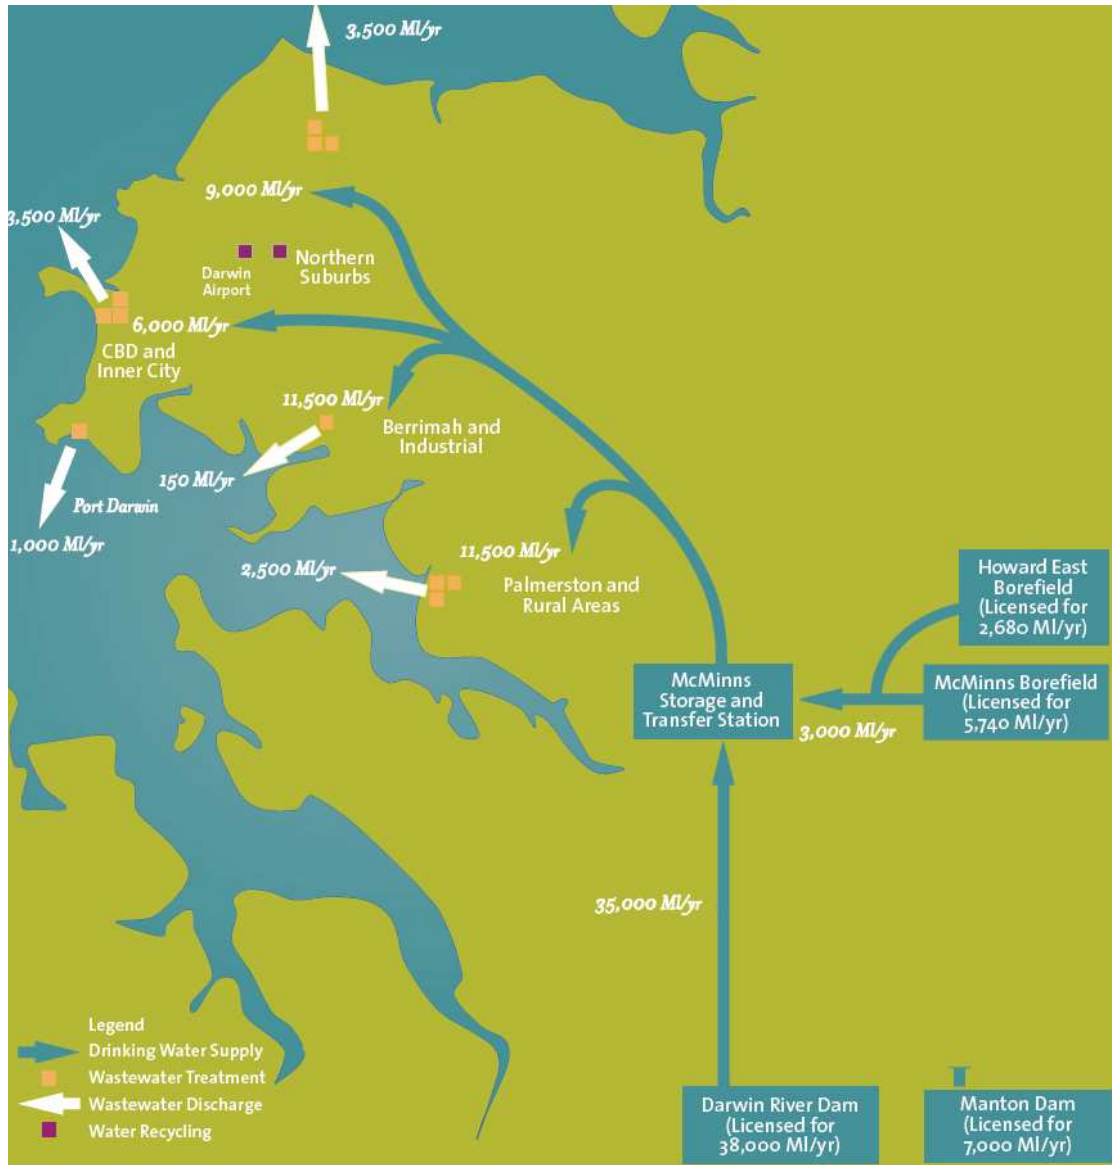 3,500 Ml/yr
9,000 Ml/yr
3,500 Ml/yr
Darwin
Airport
Northern
Suburbs
6,000 Ml/yr
CBD and
Inner City
11,500 Ml/yr
Berrimah and
Industrial
150 Ml/yr
Port Darwin
1,000 Ml/yr
2,500 Ml/yr
11,500 Ml/yr
Palmerston and
Rural Areas
Howard East
Borefield
(Licensed for
2,680 Ml/yr)
McMinns
Storage and
Transfer Station
McMinns Borefield
(Licensed for
5,740 Ml/yr)
3,000 Ml/yr
35,000 Ml/yr
Legend
Drinking Water Supply
Wastewater Treatment
Wastewater Discharge
Water Recycling
Darwin River Dam
(Licensed for
38,000 Ml/yr)
Manton Dam
(Licensed for
7,000 Ml/yr)